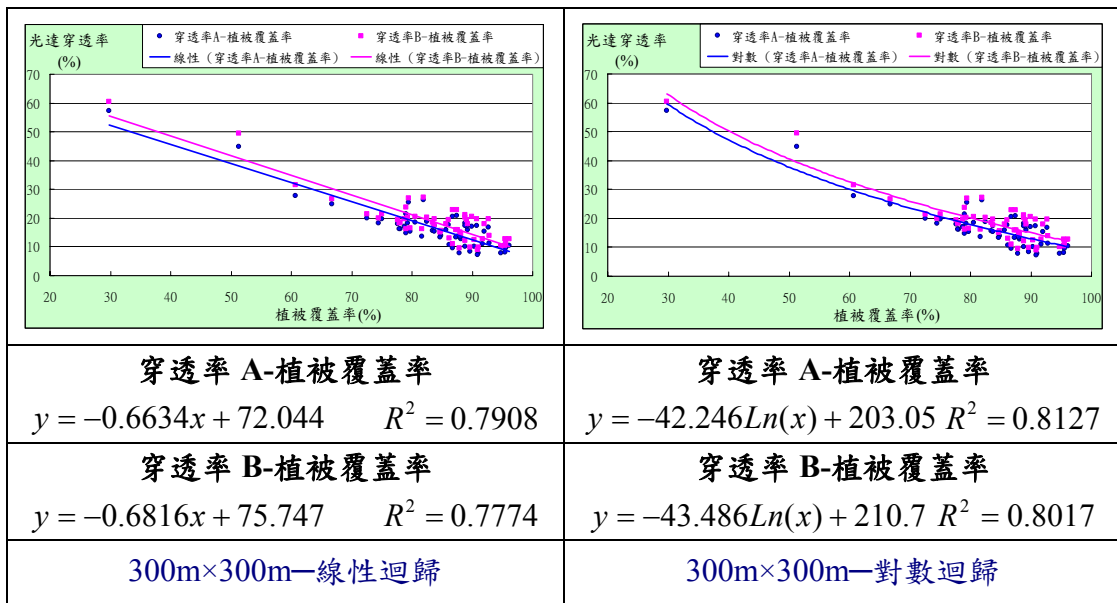 光達穿透率
(%)
穿透率A-植被覆蓋率
穿透率B-植被覆蓋率
線性 (穿透率A-植被覆蓋率)
線性 (穿透率B-植被覆蓋率)
70
60
50
40
30
20
10
0
20 30 40 50 60 70 80 90 100
植被覆蓋率(%)
光達穿透率
(%)
穿透率A-植被覆蓋率
穿透率B-植被覆蓋率
對數 (穿透率A-植被覆蓋率)
對數 (穿透率B-植被覆蓋率)
70
60
50
40
30
20
10
0
20 30 40 50 60 70 80 90 100
植被覆蓋率(%)
穿透率 A-植被覆蓋率
y = −0.6634x + 72.044 R² = 0.7908
穿透率 A-植被覆蓋率
y = −42.246Ln(x) + 203.05 R² = 0.8127
穿透率 B-植被覆蓋率
y = −0.6816x + 75.747 R² = 0.7774
穿透率 B-植被覆蓋率
y = −43.486Ln(x) + 210.7 R² = 0.8017
300m×300m─線性迴歸
300m×300m─對數迴歸